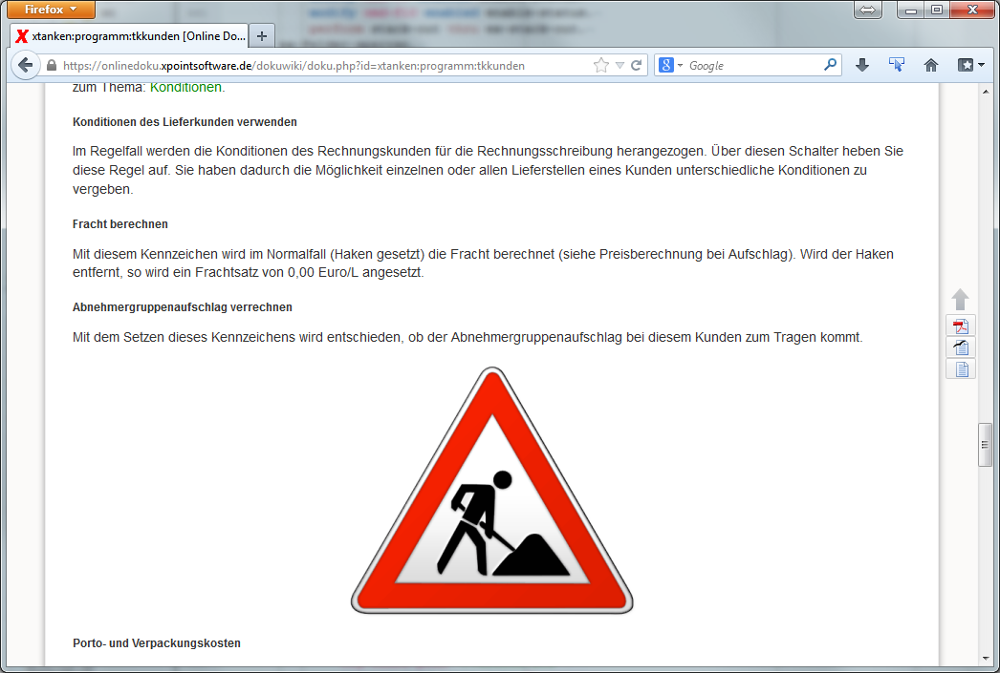 Firefox
xtanken:programm:tkkunden [Online Do...
https://onlinedoku.xpointsoftware.de/dokuwiki/doku.php?id=xtanken:programm:tkkunden
Google
zum Thema: Konditionen.
Konditionen des Lieferkunden verwenden
Im Regelfall werden die Konditionen des Rechnungskunden für die Rechnungsschreibung herangezogen. Über diesen Schalter heben Sie
diese Regel auf. Sie haben dadurch die Möglichkeit einzelnen oder allen Lieferstellen eines Kunden unterschiedliche Konditionen zu
vergeben.
Fracht berechnen
Mit diesem Kennzeichen wird im Normalfall (Haken gesetzt) die Fracht berechnet (siehe Preisberechnung bei Aufschlag). Wird der Haken
entfernt, so wird ein Frachtsatz von 0,00 Euro/L angesetzt.
Abnehmergruppenaufschlag verrechnen
Mit dem Setzen dieses Kennzeichens wird entschieden, ob der Abnehmergruppenaufschlag bei diesem Kunden zum Tragen kommt.
Porto- und Verpackungskosten